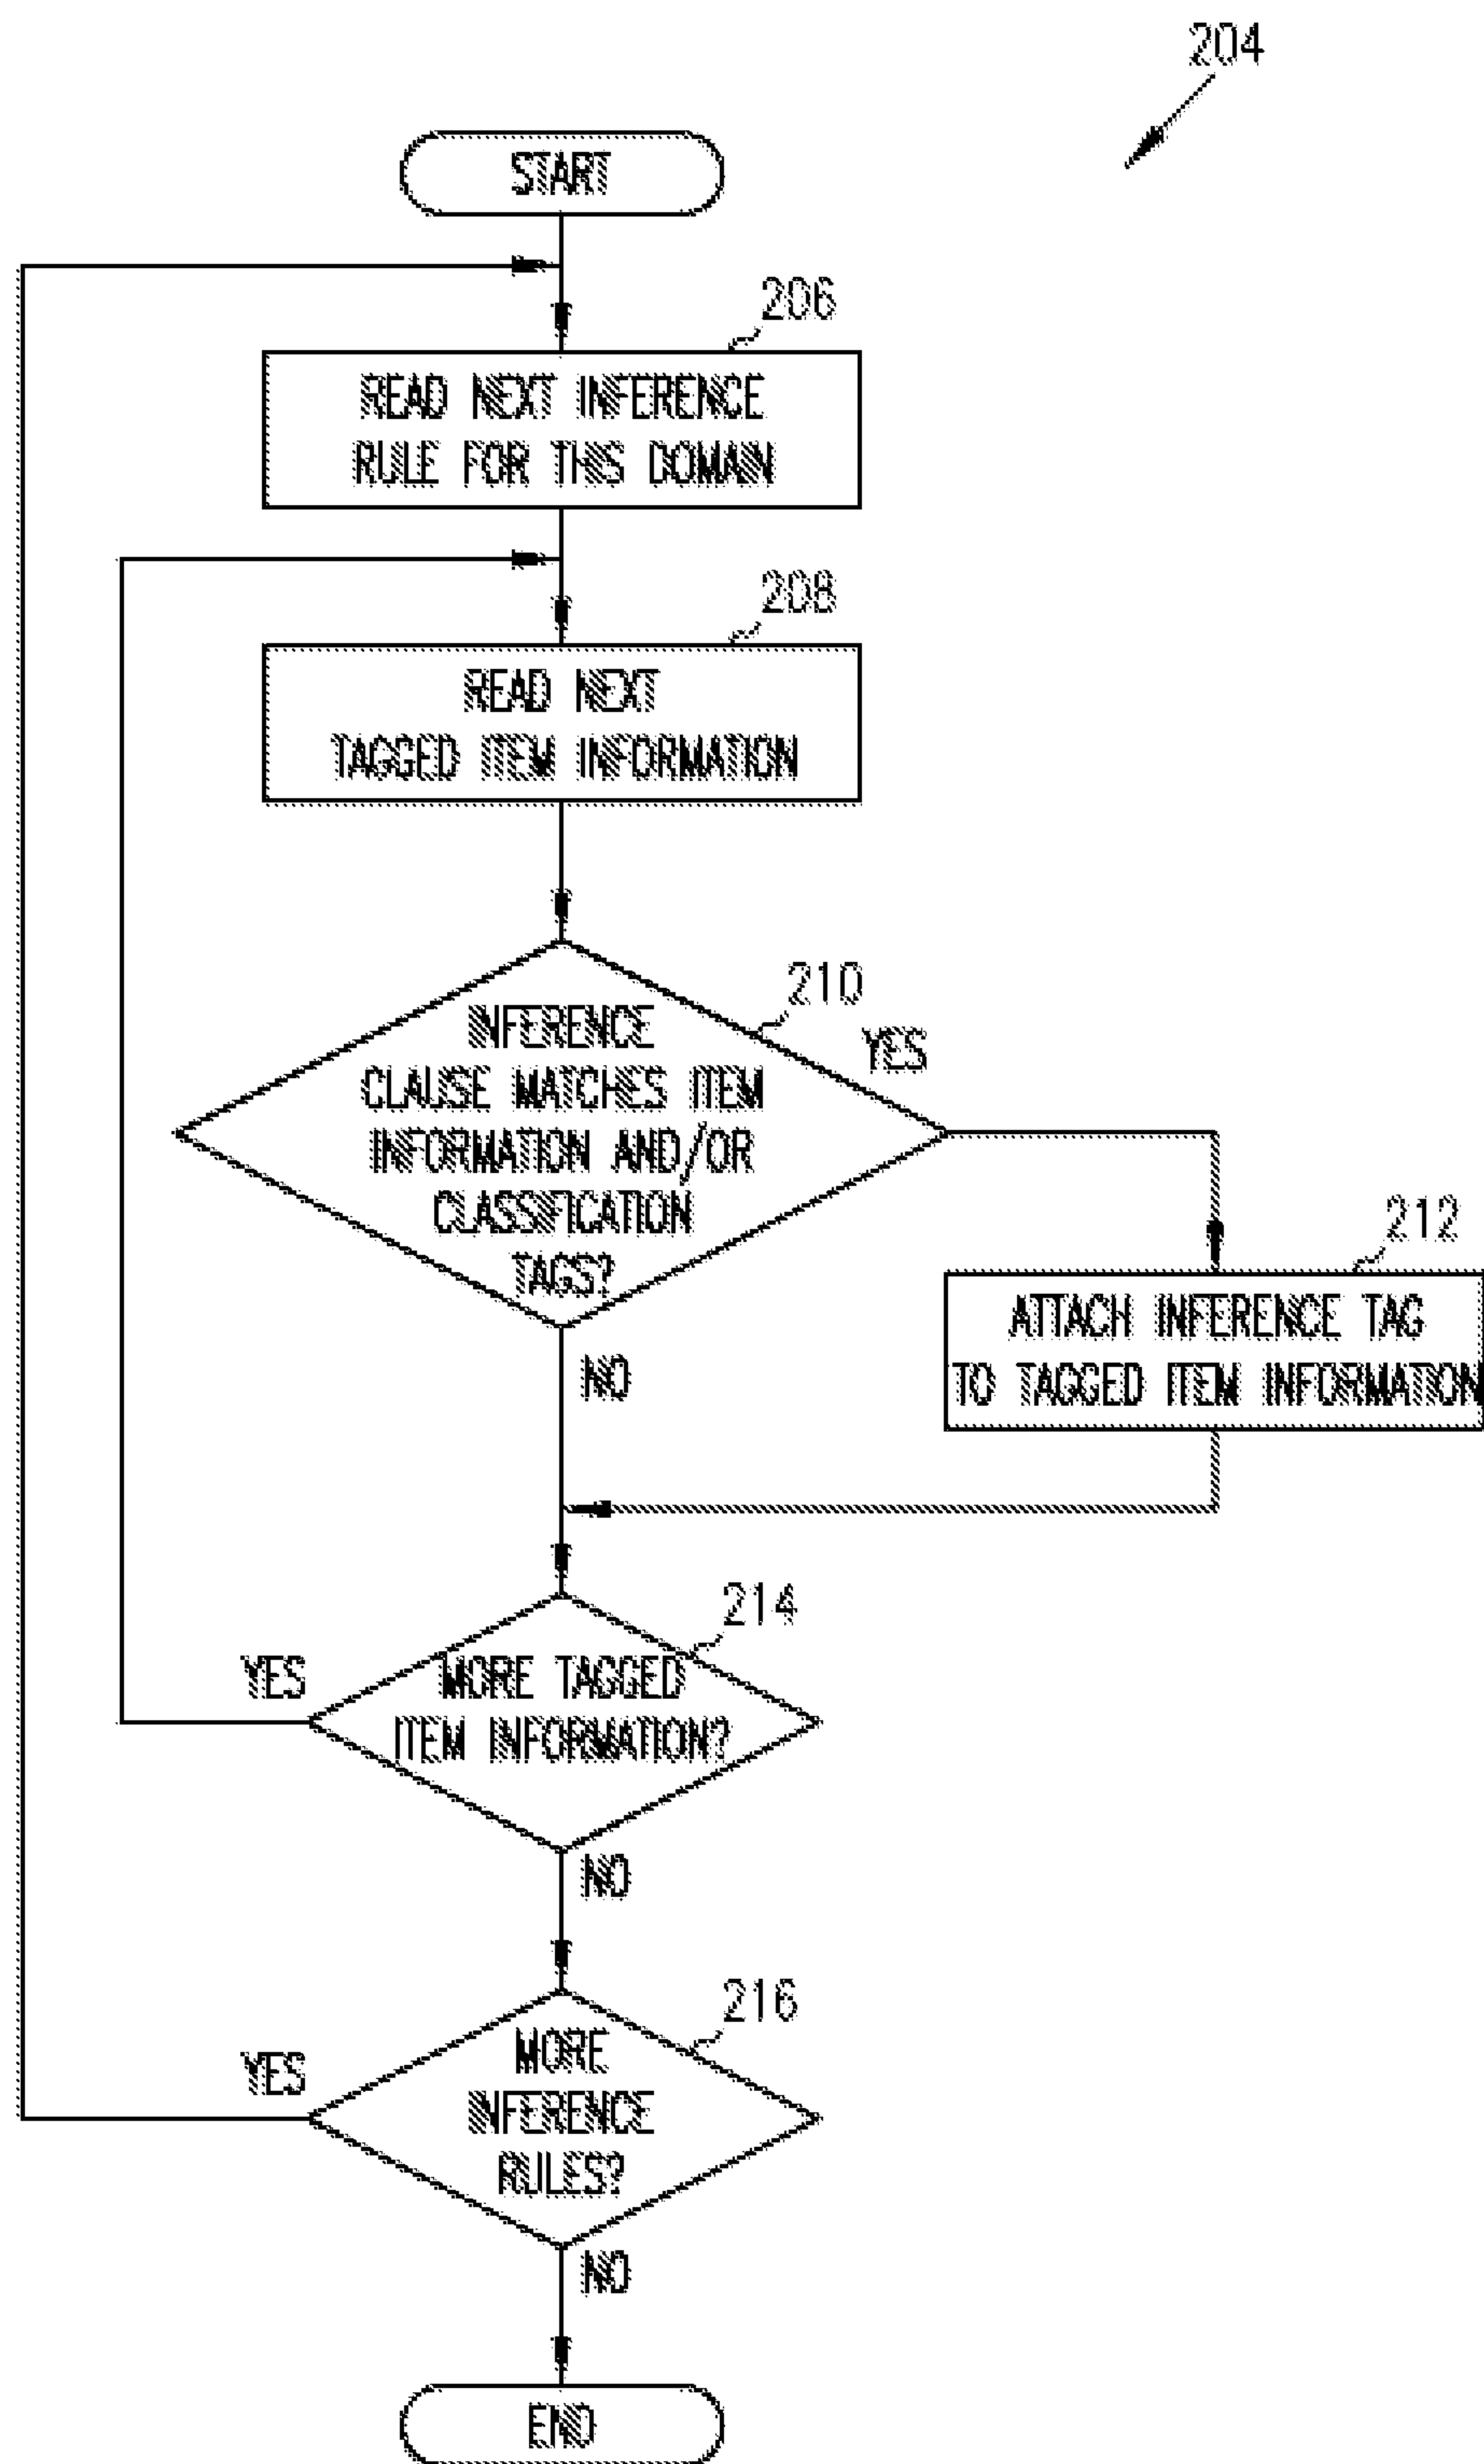 204
START
206
READ NEXT INFERENCE
RULE FOR THIS DOMAIN
208
READ NEXT
TAGGED ITEM INFORMATION
210
INFERENCE
CLAUSE MATCHES ITEM
INFORMATION AND/OR
CLASSIFICATION
TAGS?
YES
NO
212
ATTACH INFERENCE TAG
TO TAGGED ITEM INFORMATION
214
MORE TAGGED
ITEM INFORMATION?
YES
NO
216
MORE
INFERENCE
RULES?
YES
NO
END